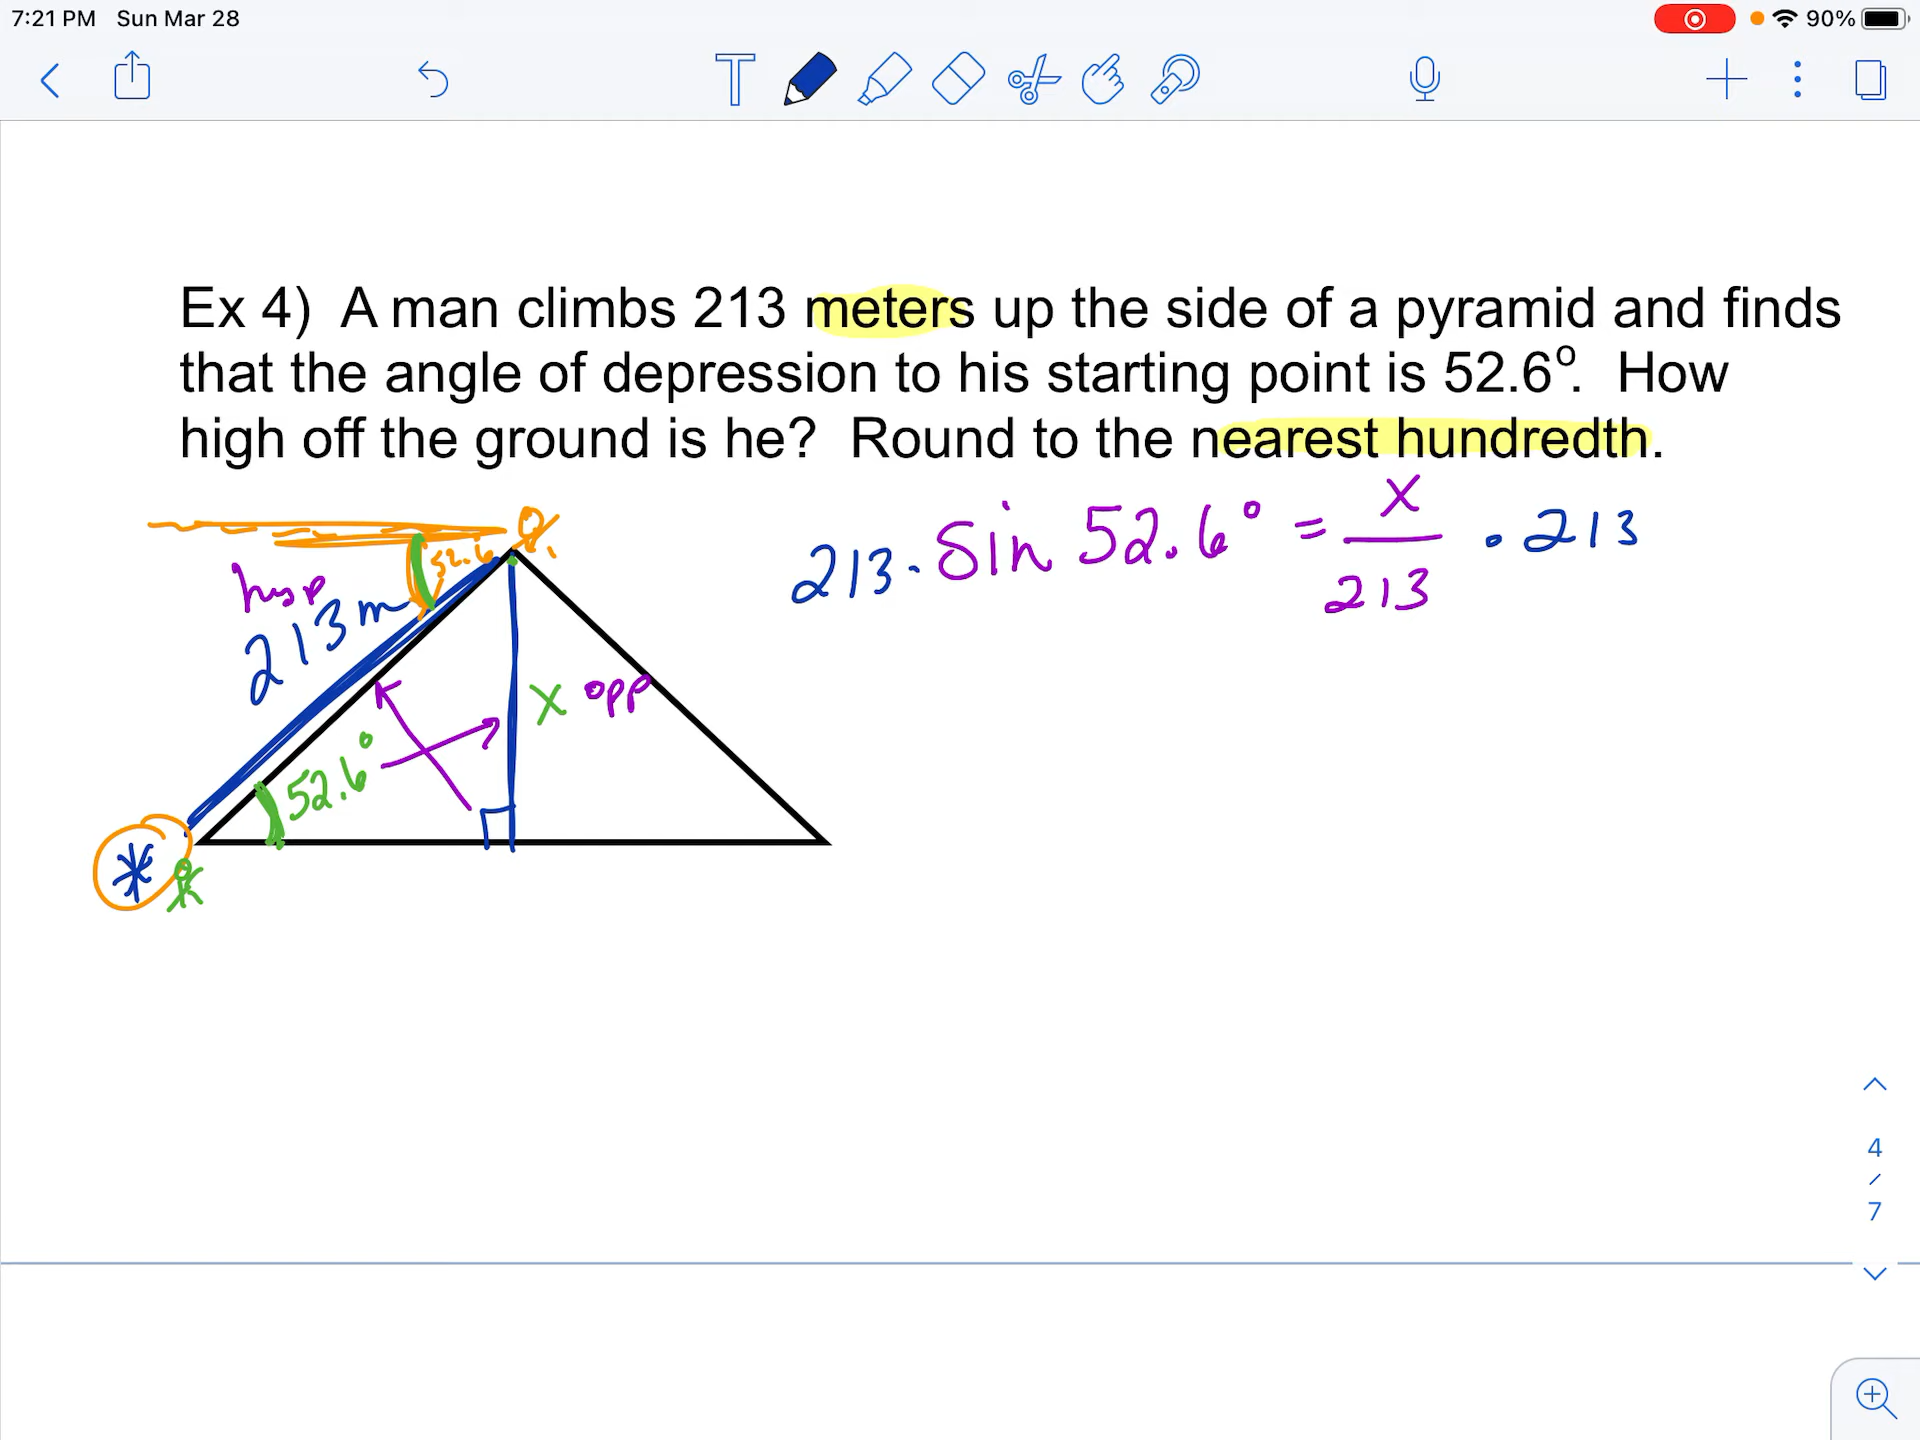 7:21 PM Sun Mar 28
90%
T
Ex 4) A man climbs 213 meters up the side of a pyramid and finds
that the angle of depression to his starting point is 52.6°. How
high off the ground is he? Round to the nearest hundredth.
213 · sin 52.6° = x/213 · 213
52.6
hyp
213 m
x opp
52.6°
*
4
/
7